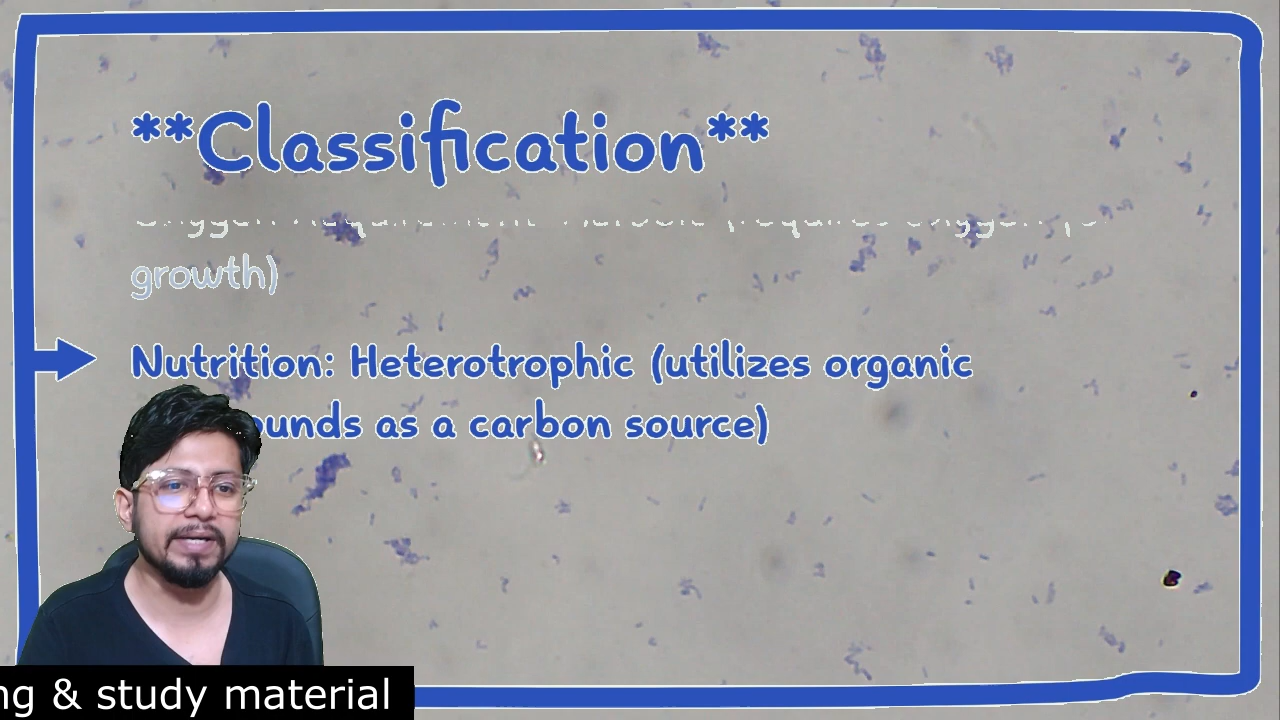 **Classification**
growth)
Nutrition: Heterotrophic (utilizes organic
ounds as a carbon source)
ng & study material